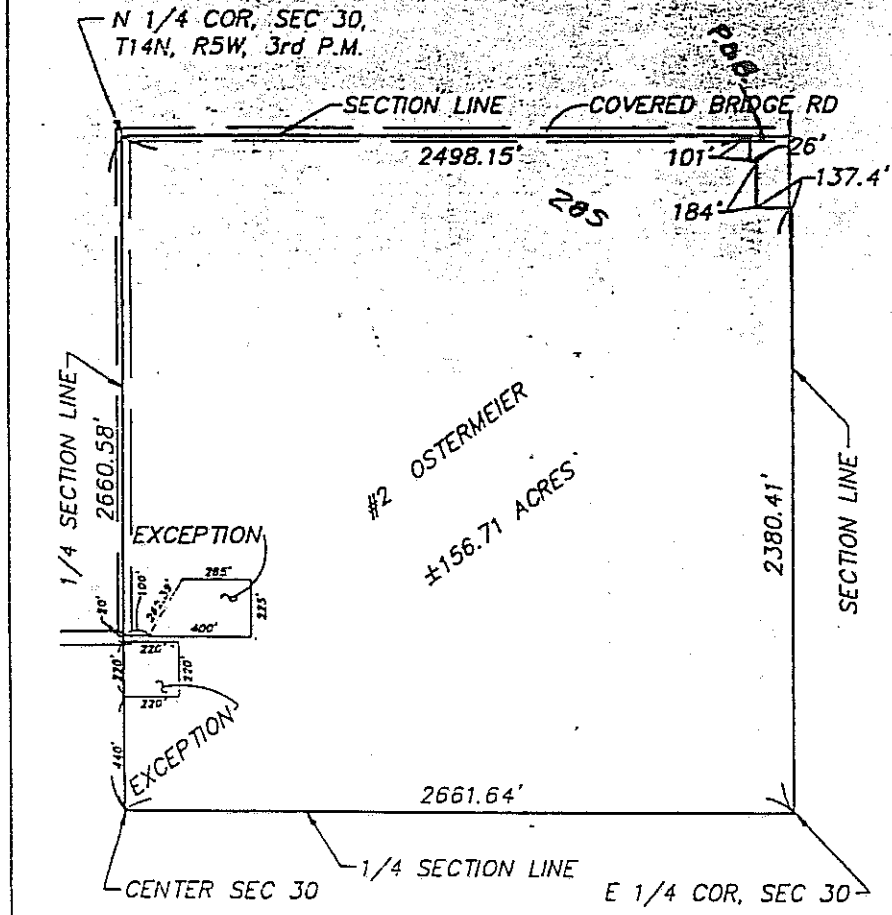 N 1/4 COR, SEC 30,
T14N, R5W, 3rd P.M.
P.O.B.
SECTION LINE
COVERED BRIDGE RD
2498.15'
101'
26'
137.4'
184'
285
1/4 SECTION LINE
2660.58'
#2 OSTERMEIER
±156.71 ACRES
2380.41'
SECTION LINE
EXCEPTION
285'
100'
225'
20'
400'
220'
220'
220'
220'
440'
EXCEPTION
2661.64'
1/4 SECTION LINE
CENTER SEC 30
E 1/4 COR, SEC 30